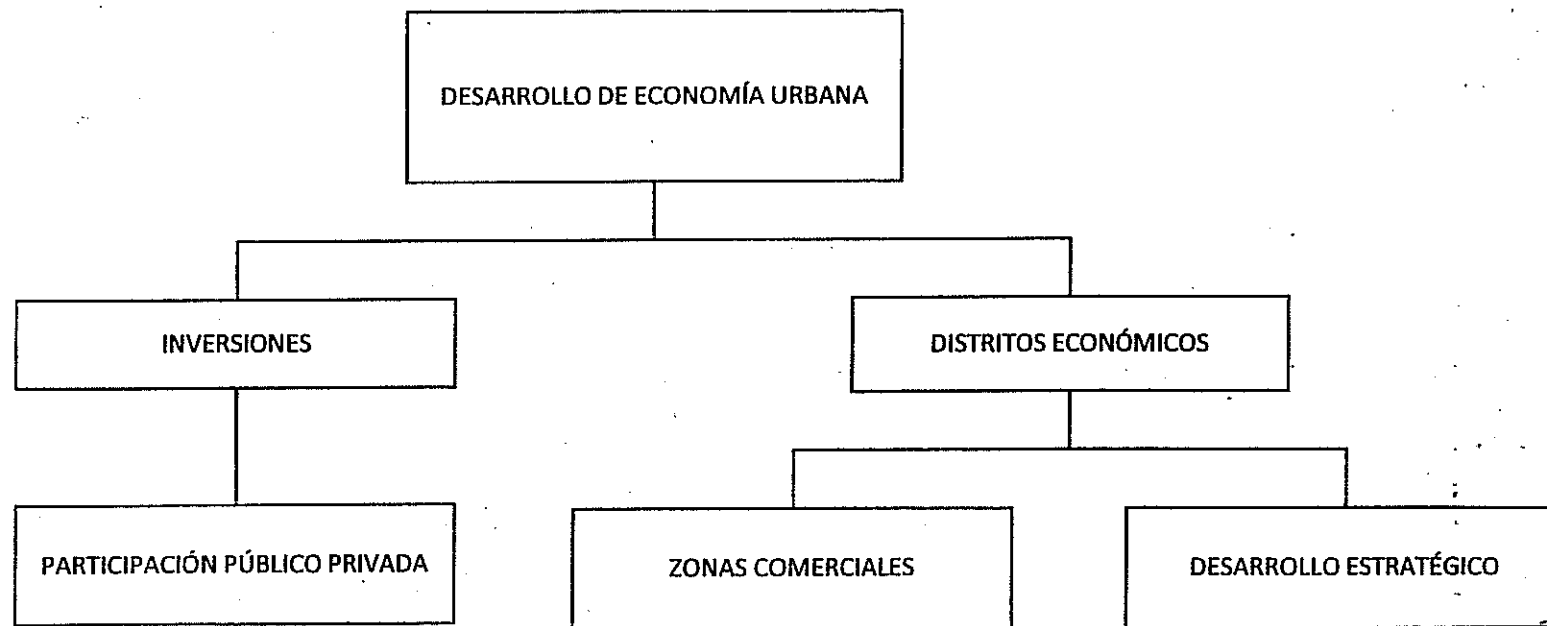 DESARROLLO DE ECONOMÍA URBANA
INVERSIONES
DISTRITOS ECONÓMICOS
PARTICIPACIÓN PÚBLICO PRIVADA
ZONAS COMERCIALES
DESARROLLO ESTRATÉGICO